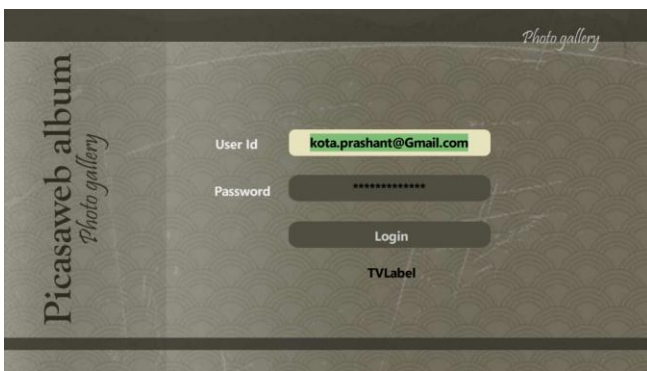 Photo gallery
Picasaweb album
Photo gallery
User Id
kota.prashant@Gmail.com
Password
*************
Login
TVLabel